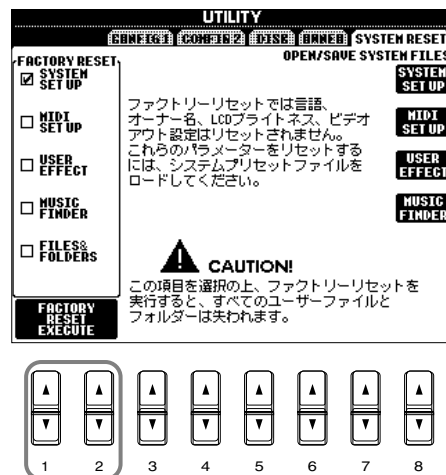 UTILITY
CONFIG 1 CONFIG 2 DISK OWNER SYSTEM RESET
OPEN/SAVE SYSTEM FILES
FACTORY RESET
SYSTEM
SET UP
MIDI
SET UP
USER
EFFECT
MUSIC
FINDER
FILES&
FOLDERS
FACTORY
RESET
EXECUTE
ファクトリーリセットでは言語、
オーナー名、LCDブライトネス、ビデオ
アウト設定はリセットされません。
これらのパラメーターをリセットする
には、システムプリセットファイルを
ロードしてください。
CAUTION!
この項目を選択の上、ファクトリーリセットを
実行すると、すべてのユーザーファイルと
フォルダーは失われます。
SYSTEM
SET UP
MIDI
SET UP
USER
EFFECT
MUSIC
FINDER
1 2 3 4 5 6 7 8